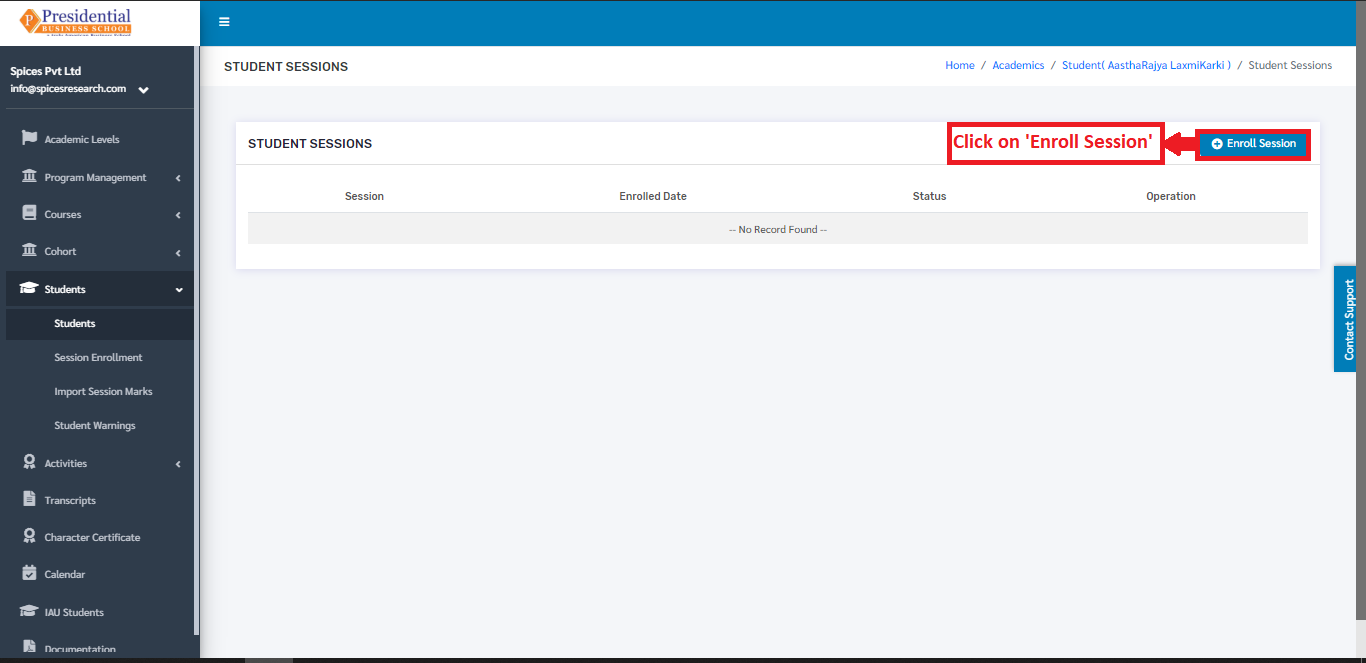 Presidential
BUSINESS SCHOOL
Spices Pvt Ltd
info@spicesresearch.com
Academic Levels
Program Management
Courses
Cohort
Students
Students
Session Enrollment
Import Session Marks
Student Warnings
Activities
Transcripts
Character Certificate
Calendar
IAU Students
Documentation
STUDENT SESSIONS
Home / Academics / Student( AasthaRajya LaxmiKarki ) / Student Sessions
STUDENT SESSIONS
Click on 'Enroll Session'
Enroll Session
Session Enrolled Date Status Operation
-- No Record Found --
Contact Support